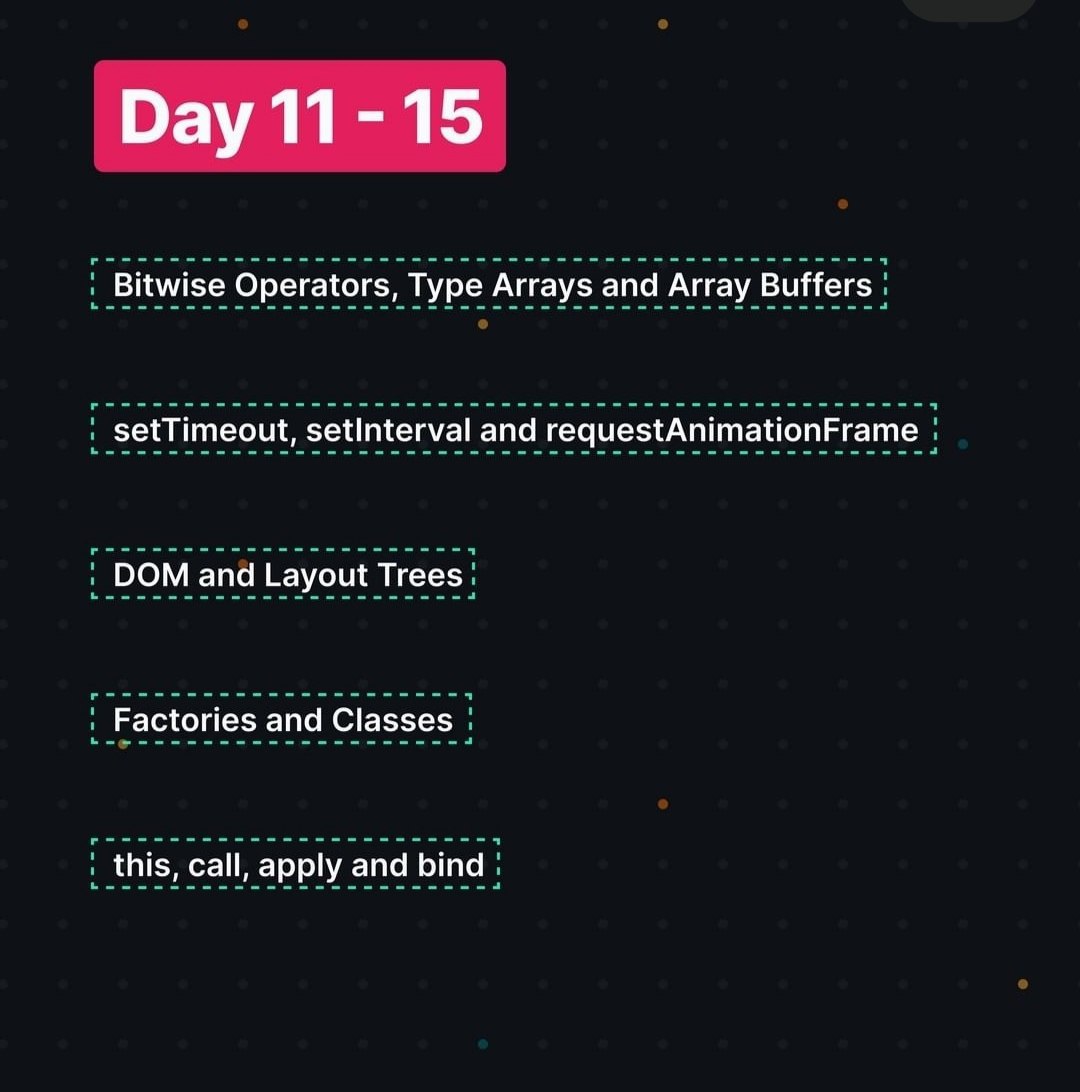 Day 11 - 15
Bitwise Operators, Type Arrays and Array Buffers
setTimeout, setInterval and requestAnimationFrame
DOM and Layout Trees
Factories and Classes
this, call, apply and bind